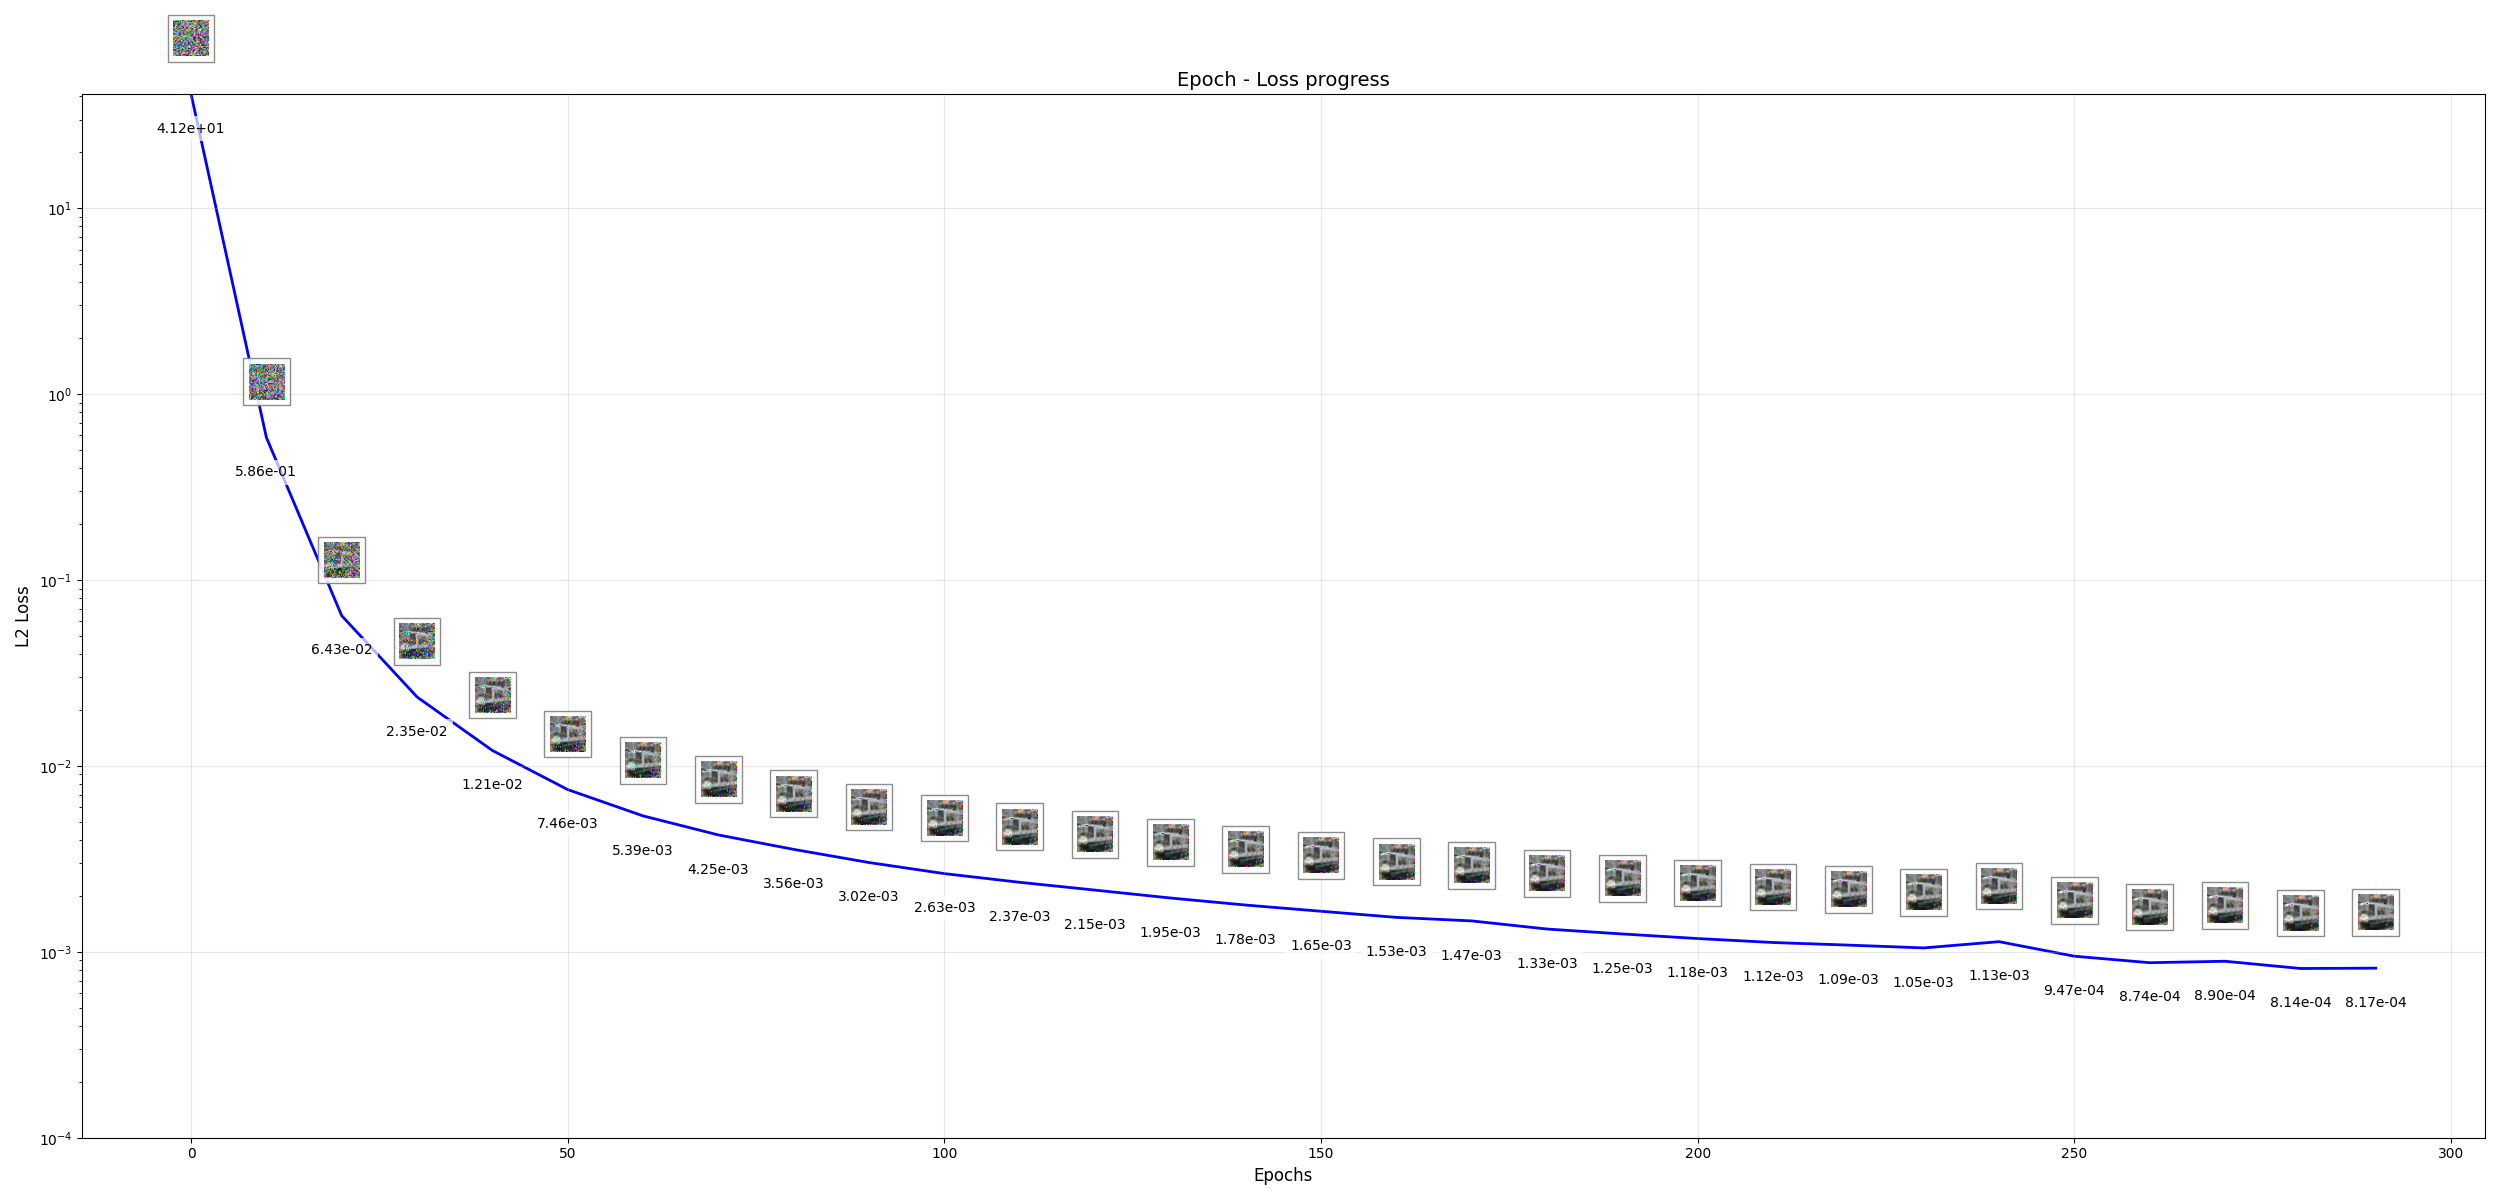 Epoch - Loss progress
L2 Loss
10¹
10⁰
10⁻¹
10⁻²
10⁻³
10⁻⁴
4.12e+01
5.86e-01
6.43e-02
2.35e-02
1.21e-02
7.46e-03
5.39e-03
4.25e-03
3.56e-03
3.02e-03
2.63e-03
2.37e-03
2.15e-03
1.95e-03
1.78e-03
1.65e-03
1.53e-03
1.47e-03
1.33e-03
1.25e-03
1.18e-03
1.12e-03
1.09e-03
1.05e-03
1.13e-03
9.47e-04
8.74e-04
8.90e-04
8.14e-04
8.17e-04
0 50 100 150 200 250 300
Epochs